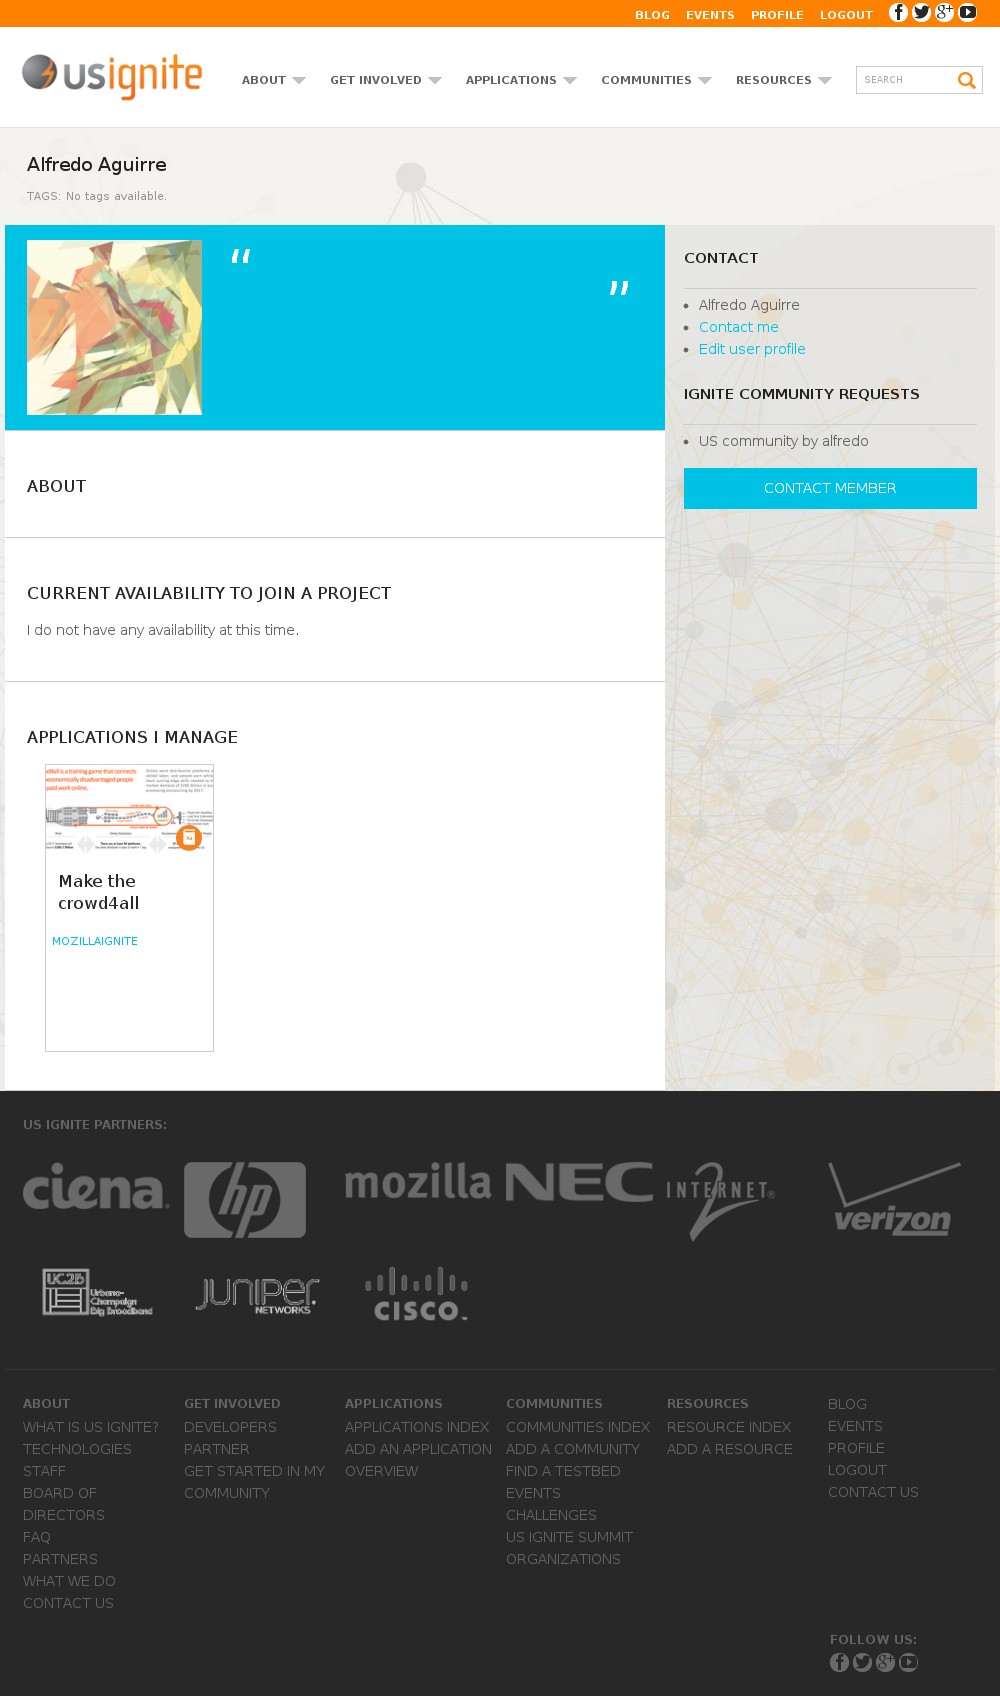 BLOG EVENTS PROFILE LOGOUT
usignite
ABOUT GET INVOLVED APPLICATIONS COMMUNITIES RESOURCES SEARCH
Alfredo Aguirre
TAGS: No tags available.
“
”
ABOUT
CURRENT AVAILABILITY TO JOIN A PROJECT
I do not have any availability at this time.
APPLICATIONS I MANAGE
Make the
crowd4all
MOZILLAIGNITE
CONTACT
Alfredo Aguirre
Contact me
Edit user profile
IGNITE COMMUNITY REQUESTS
US community by alfredo
CONTACT MEMBER
US IGNITE PARTNERS:
ciena hp mozilla NEC INTERNET 2 verizon
UC2B Urbana-Champaign Big Broadband JUNIPER NETWORKS CISCO
ABOUT
WHAT IS US IGNITE?
TECHNOLOGIES
STAFF
BOARD OF
DIRECTORS
FAQ
PARTNERS
WHAT WE DO
CONTACT US
GET INVOLVED
DEVELOPERS
PARTNER
GET STARTED IN MY
COMMUNITY
APPLICATIONS
APPLICATIONS INDEX
ADD AN APPLICATION
OVERVIEW
COMMUNITIES
COMMUNITIES INDEX
ADD A COMMUNITY
FIND A TESTBED
EVENTS
CHALLENGES
US IGNITE SUMMIT
ORGANIZATIONS
RESOURCES
RESOURCE INDEX
ADD A RESOURCE
BLOG
EVENTS
PROFILE
LOGOUT
CONTACT US
FOLLOW US: